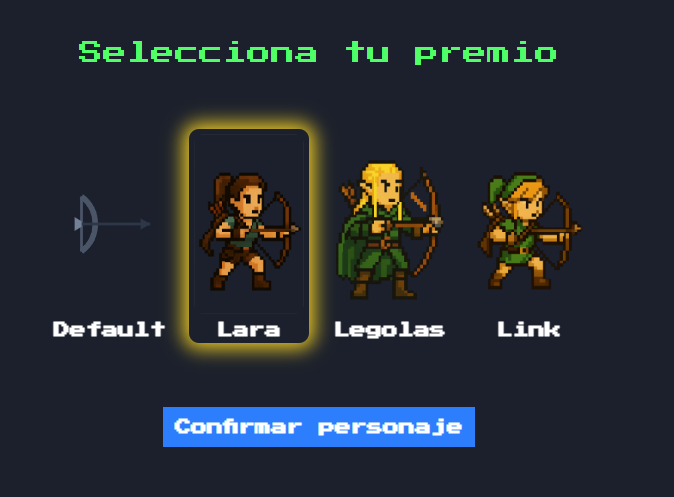 Selecciona tu premio
Default Lara Legolas Link
Confirmar personaje